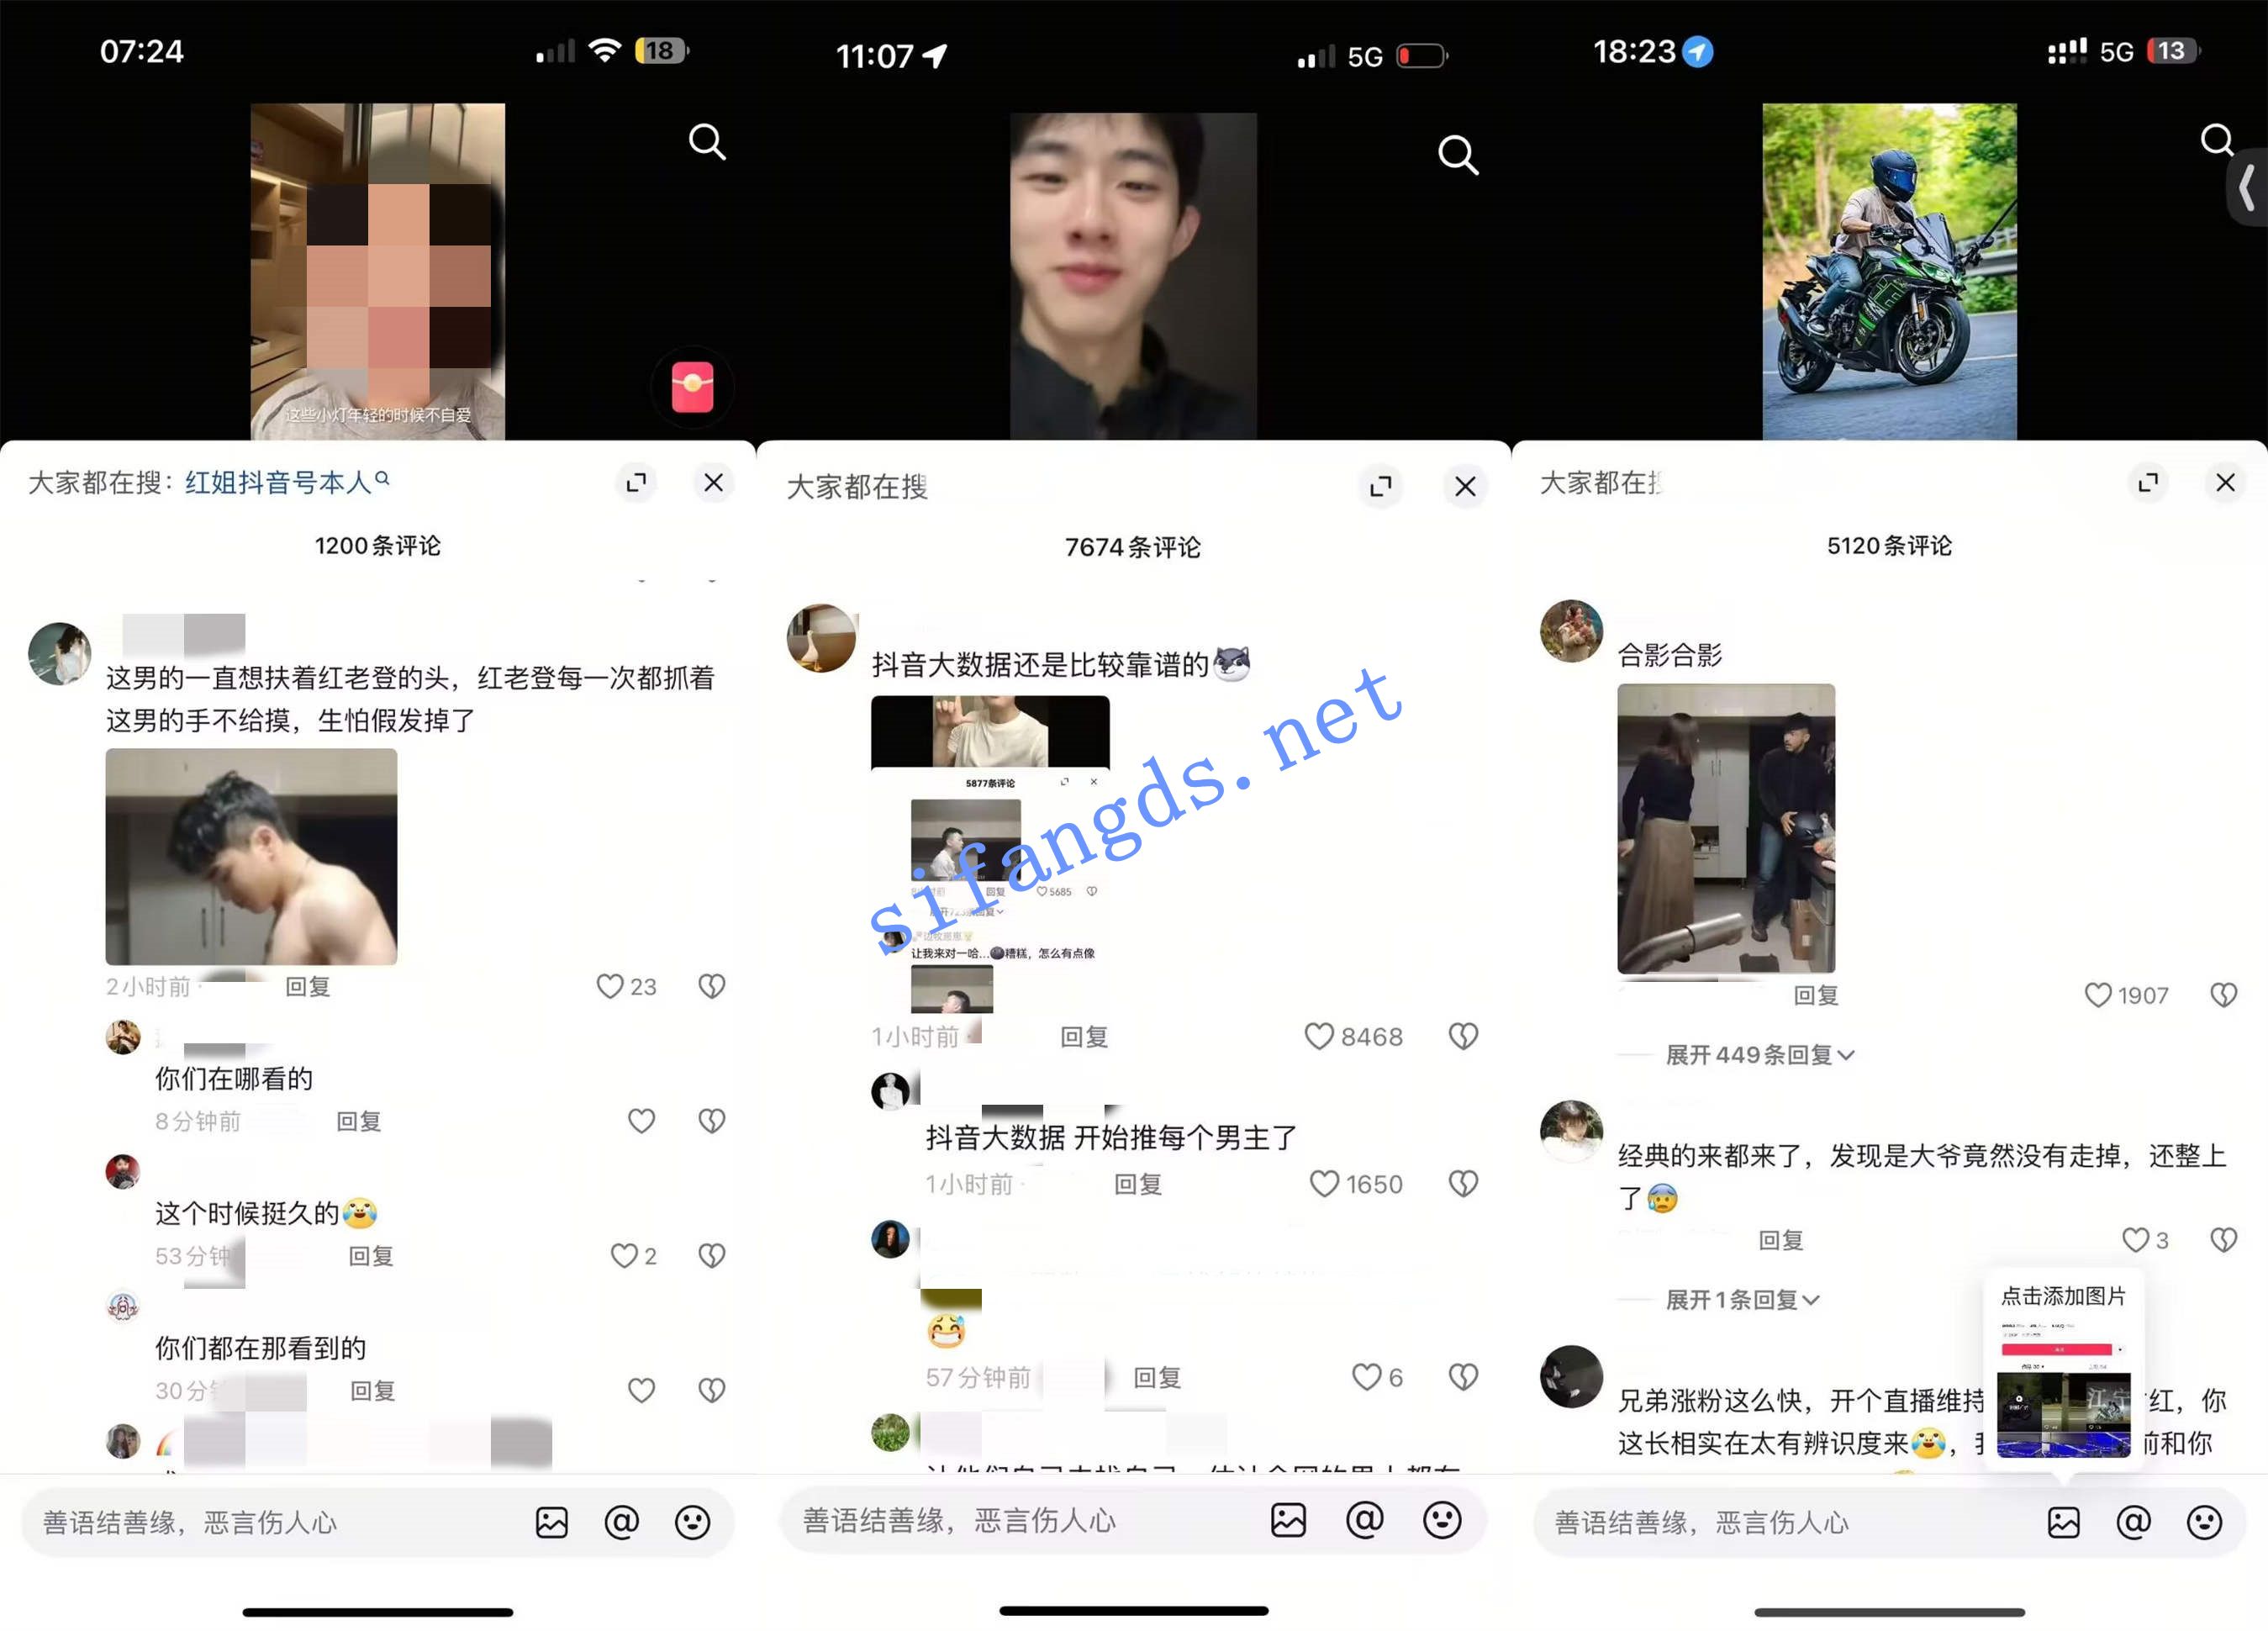 07:24
18
这些小灯年轻的时候不自爱
大家都在搜：红姐抖音号本人
1200条评论
这男的一直想扶着红老登的头，红老登每一次都抓着
这男的手不给摸，生怕假发掉了
2小时前 · 回复 23
你们在哪看的
8分钟前 回复
这个时候挺久的
53分钟 回复 2
你们都在那看到的
30分 回复
善语结善缘，恶言伤人心
11:07 5G
大家都在搜
7674条评论
抖音大数据还是比较靠谱的
5877条评论
回复 5685
让我来对一哈...糟糕，怎么有点像
1小时前 · 回复 8468
抖音大数据 开始推每个男主了
1小时前 · 回复 1650
57分钟前 回复 6
善语结善缘，恶言伤人心
18:23 5G 13
大家都在
5120条评论
合影合影
回复 1907
展开449条回复
经典的来都来了，发现是大爷竟然没有走掉，还整上
了
回复 3
展开1条回复
点击添加图片
江宁
兄弟涨粉这么快，开个直播维持 红，你
这长相实在太有辨识度来， 前和你
善语结善缘，恶言伤人心
sifangds.net